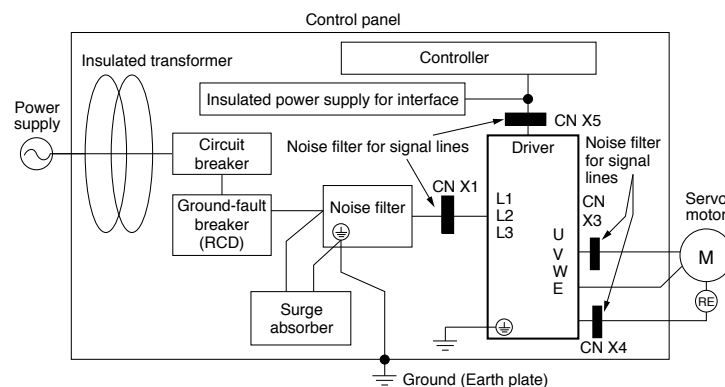 Control panel
Insulated transformer
Controller
Power
supply
Insulated power supply for interface
CN X5
Circuit
breaker
Noise filter for signal lines
Driver
Noise filter
for signal
lines
Ground-fault
breaker
(RCD)
Noise filter
CN X1
L1
L2
L3
CN
X3
Servo
motor
U
V
W
E
M
RE
Surge
absorber
CN X4
Ground (Earth plate)